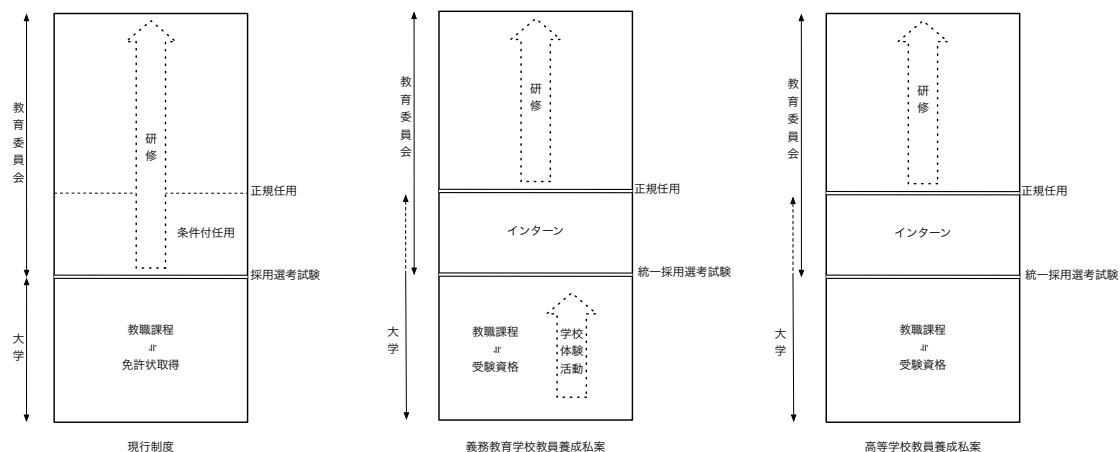 教育委員会
大学
研修
正規任用
条件付任用
採用選考試験
教職課程
=
免許状取得
現行制度
教育委員会
大学
研修
正規任用
インターン
統一採用選考試験
教職課程
=
受験資格
学校
体験
活動
義務教育学校教員養成私案
教育委員会
大学
研修
正規任用
インターン
統一採用選考試験
教職課程
=
受験資格
高等学校教員養成私案